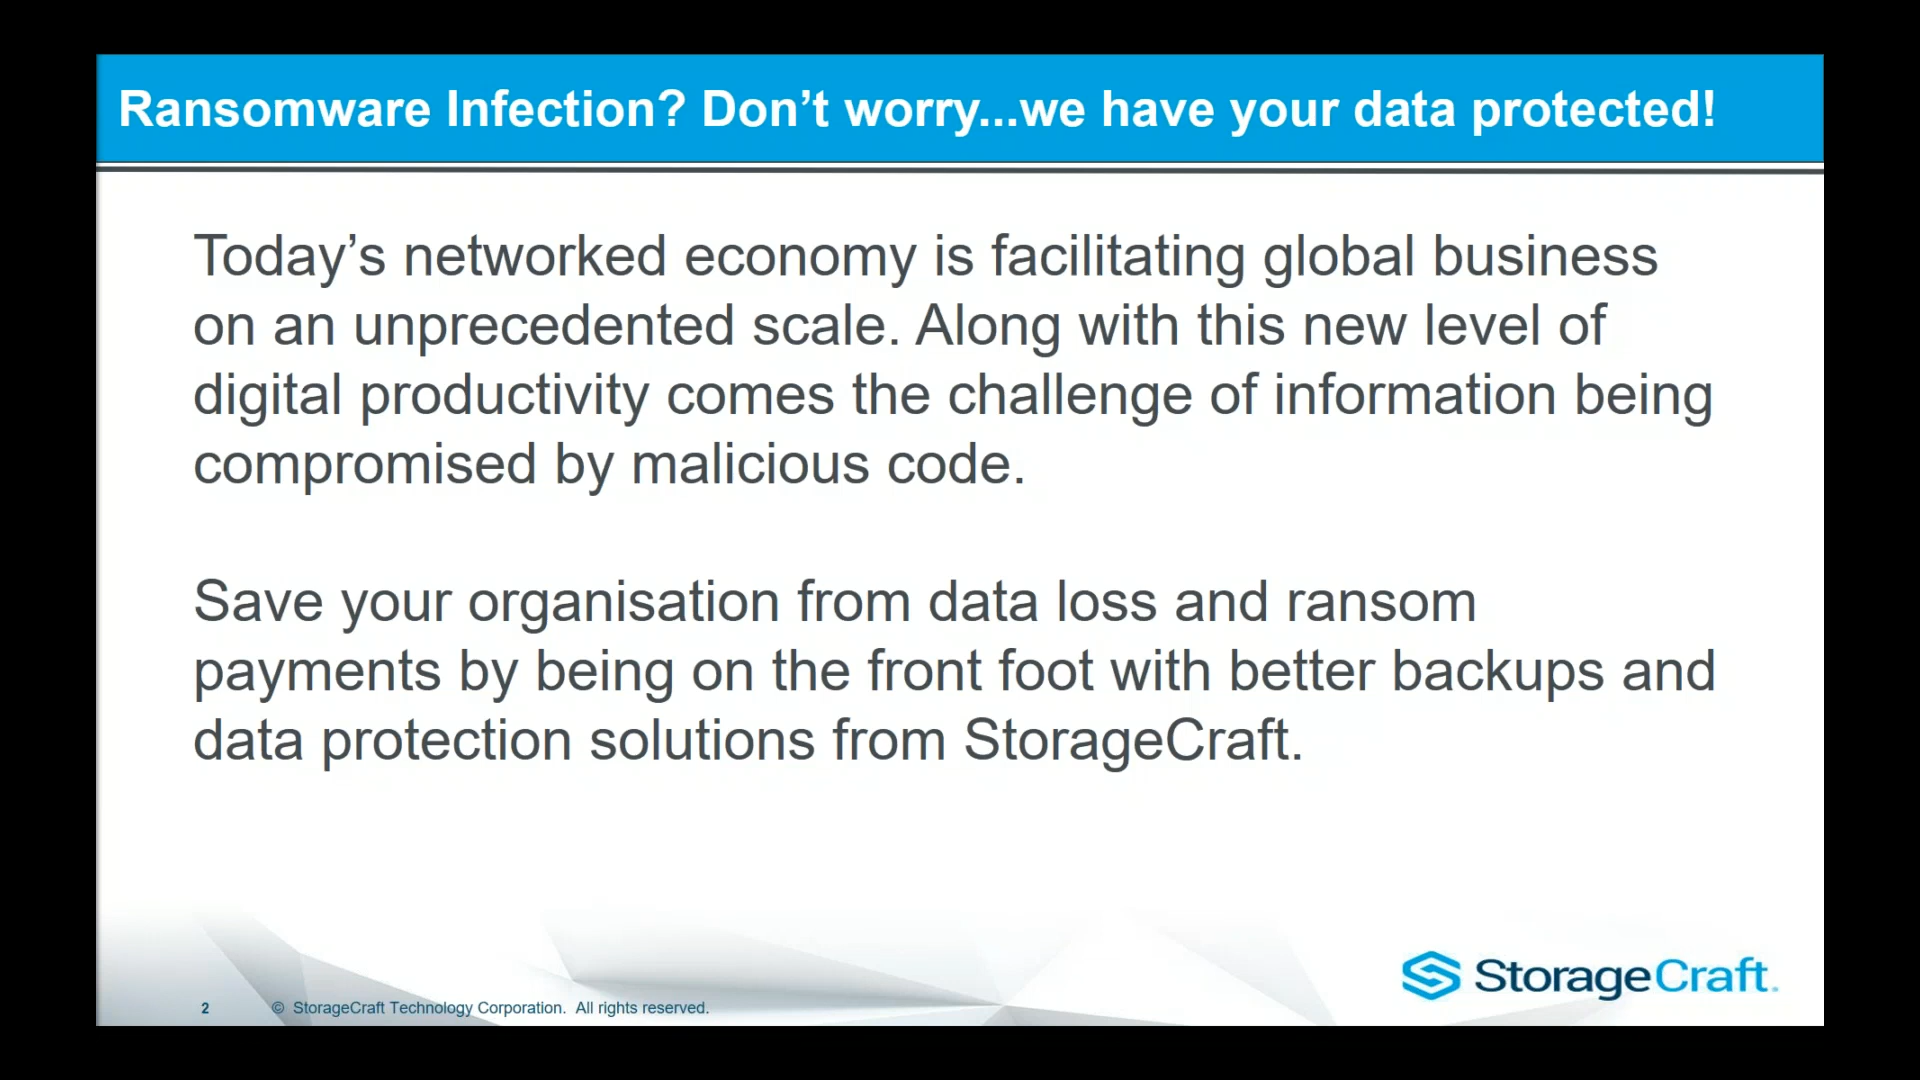 Ransomware Infection? Don’t worry...we have your data protected!
Today’s networked economy is facilitating global business
on an unprecedented scale. Along with this new level of
digital productivity comes the challenge of information being
compromised by malicious code.
Save your organisation from data loss and ransom
payments by being on the front foot with better backups and
data protection solutions from StorageCraft.
StorageCraft.
2 © StorageCraft Technology Corporation. All rights reserved.